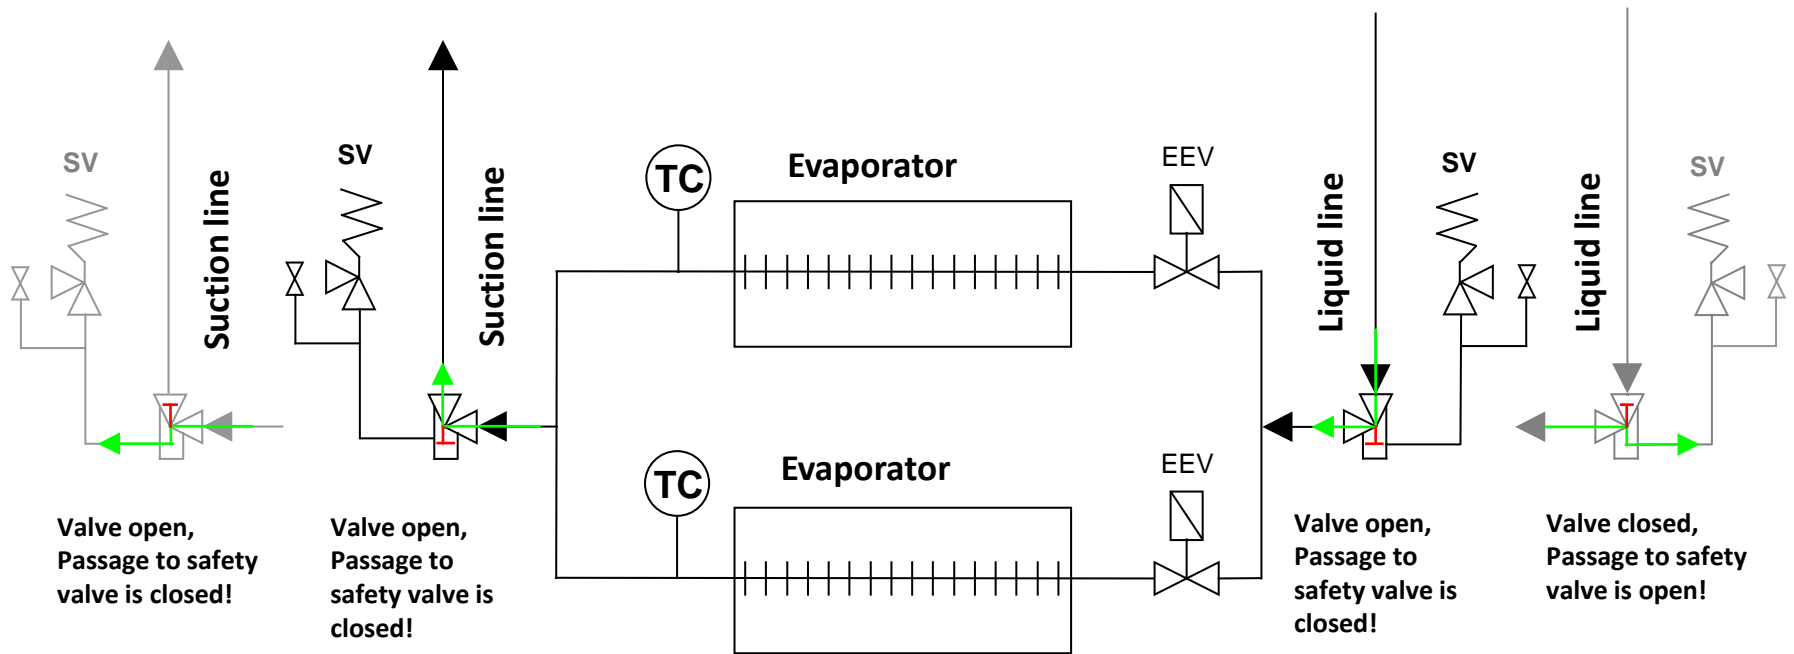 SV
Suction line
SV
Suction line
TC
Evaporator
EEV
Liquid line
SV
Liquid line
SV
TC
Evaporator
EEV
Valve open,
Passage to safety
valve is closed!
Valve open,
Passage to
safety valve is
closed!
Valve open,
Passage to
safety valve is
closed!
Valve closed,
Passage to safety
valve is open!